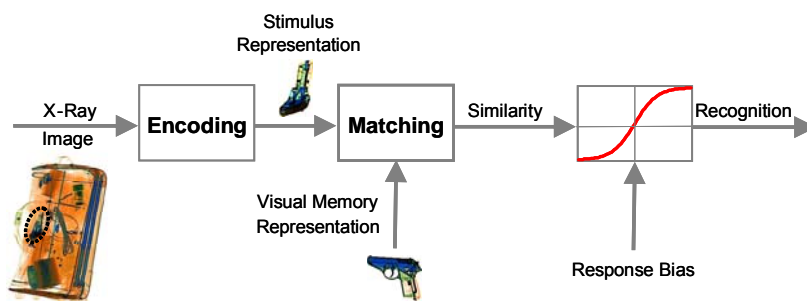 Stimulus
Representation
X-Ray
Image
Encoding
Matching
Similarity
Recognition
Visual Memory
Representation
Response Bias